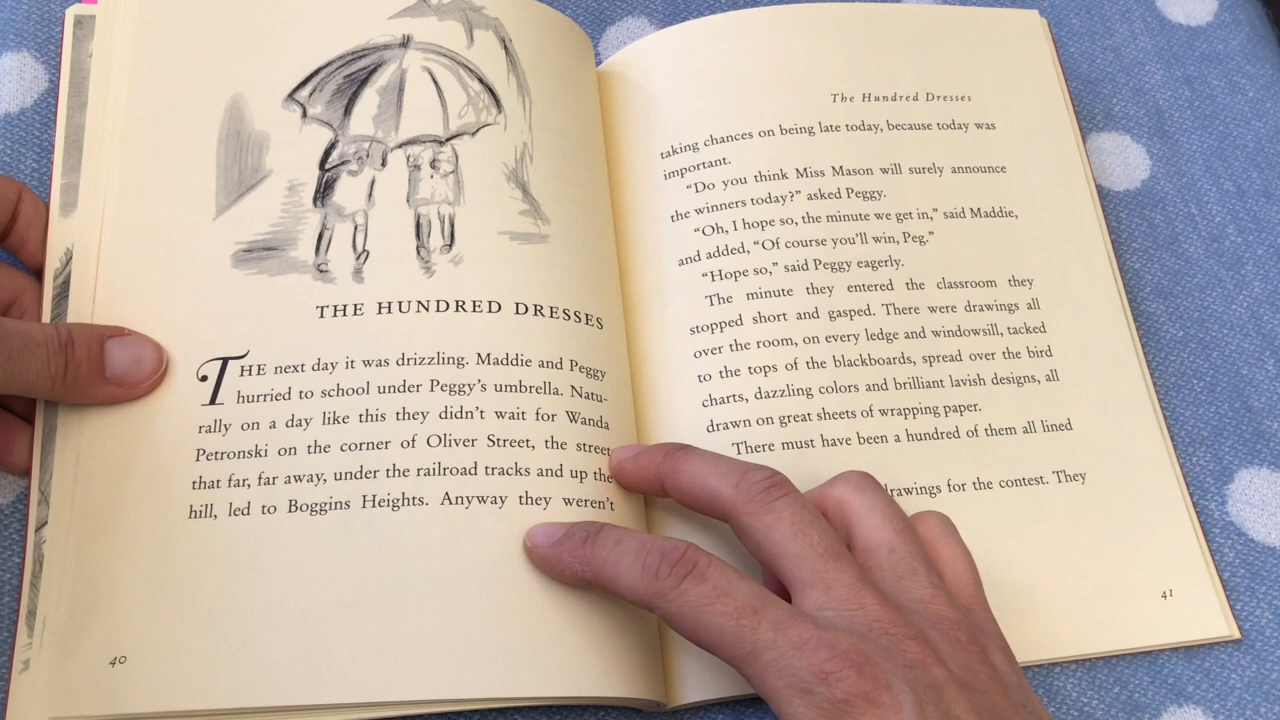 THE HUNDRED DRESSES
THE next day it was drizzling. Maddie and Peggy
hurried to school under Peggy's umbrella. Natu-
rally on a day like this they didn't wait for Wanda
Petronski on the corner of Oliver Street, the street
that far, far away, under the railroad tracks and up the
hill, led to Boggins Heights. Anyway they weren't
40
The Hundred Dresses
taking chances on being late today, because today was
important.
"Do you think Miss Mason will surely announce
the winners today?" asked Peggy.
"Oh, I hope so, the minute we get in," said Maddie,
and added, "Of course you'll win, Peg."
"Hope so," said Peggy eagerly.
The minute they entered the classroom they
stopped short and gasped. There were drawings all
over the room, on every ledge and windowsill, tacked
to the tops of the blackboards, spread over the bird
charts, dazzling colors and brilliant lavish designs, all
drawn on great sheets of wrapping paper.
There must have been a hundred of them all lined
drawings for the contest. They
41